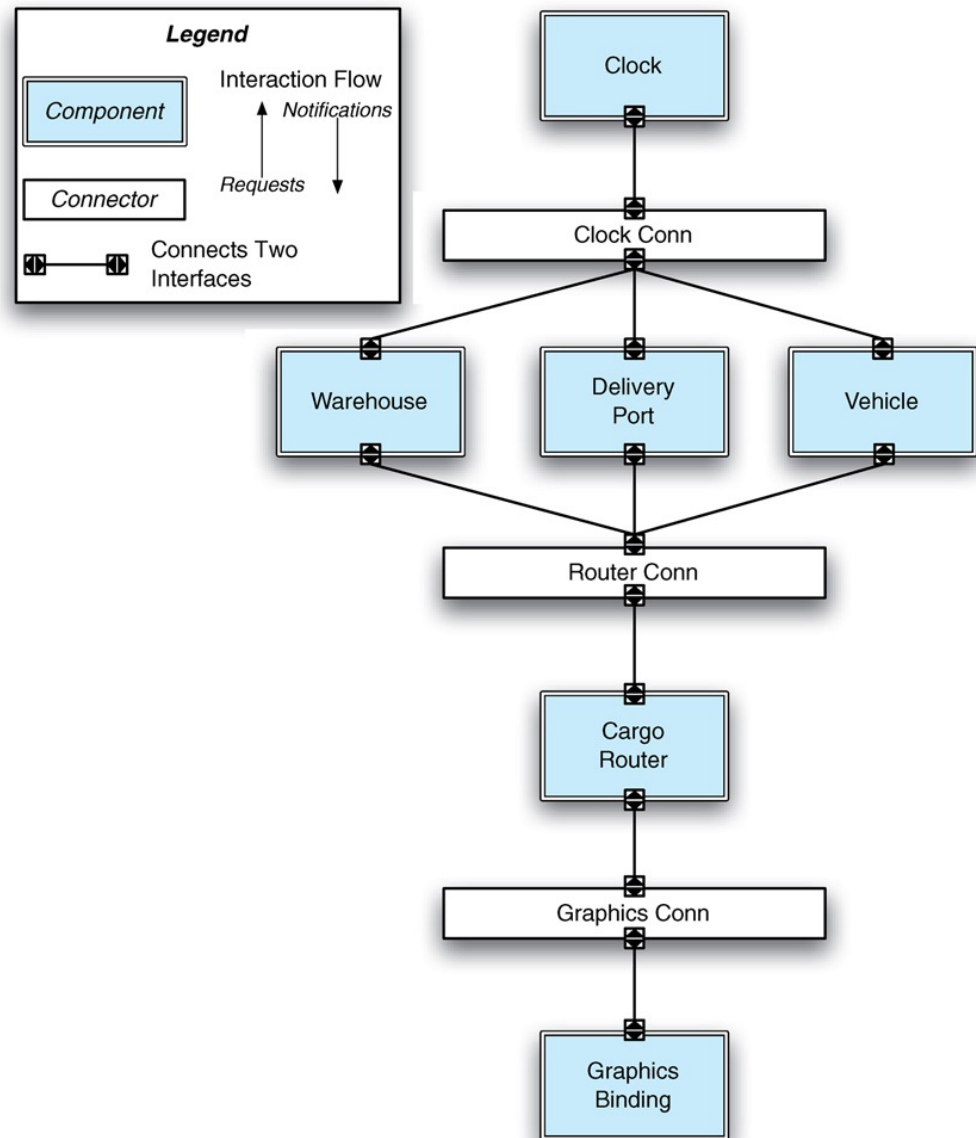 Legend
Component
Interaction Flow
Notifications
Requests
Connector
Connects Two
Interfaces
Clock
Clock Conn
Warehouse
Delivery
Port
Vehicle
Router Conn
Cargo
Router
Graphics Conn
Graphics
Binding